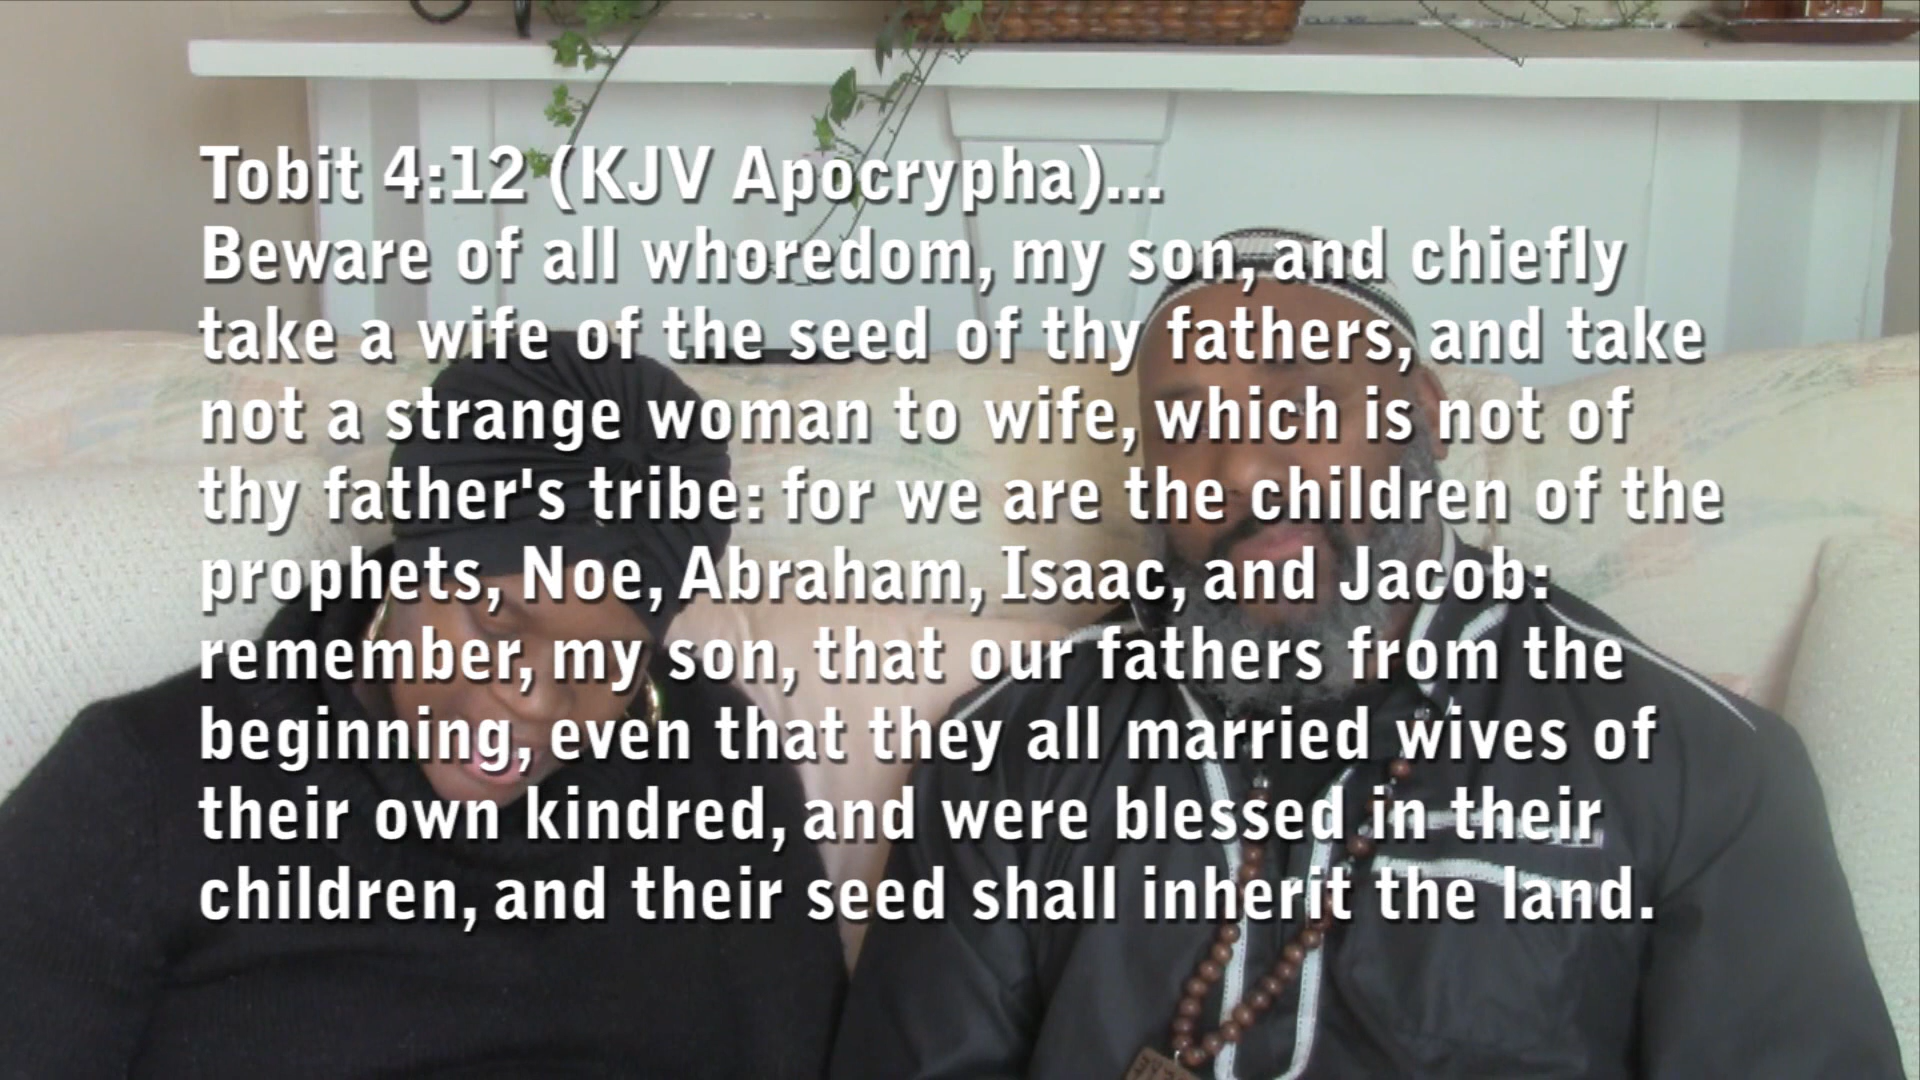 Tobit 4:12 (KJV Apocrypha)...
Beware of all whoredom, my son, and chiefly
take a wife of the seed of thy fathers, and take
not a strange woman to wife, which is not of
thy father's tribe: for we are the children of the
prophets, Noe, Abraham, Isaac, and Jacob:
remember, my son, that our fathers from the
beginning, even that they all married wives of
their own kindred, and were blessed in their
children, and their seed shall inherit the land.